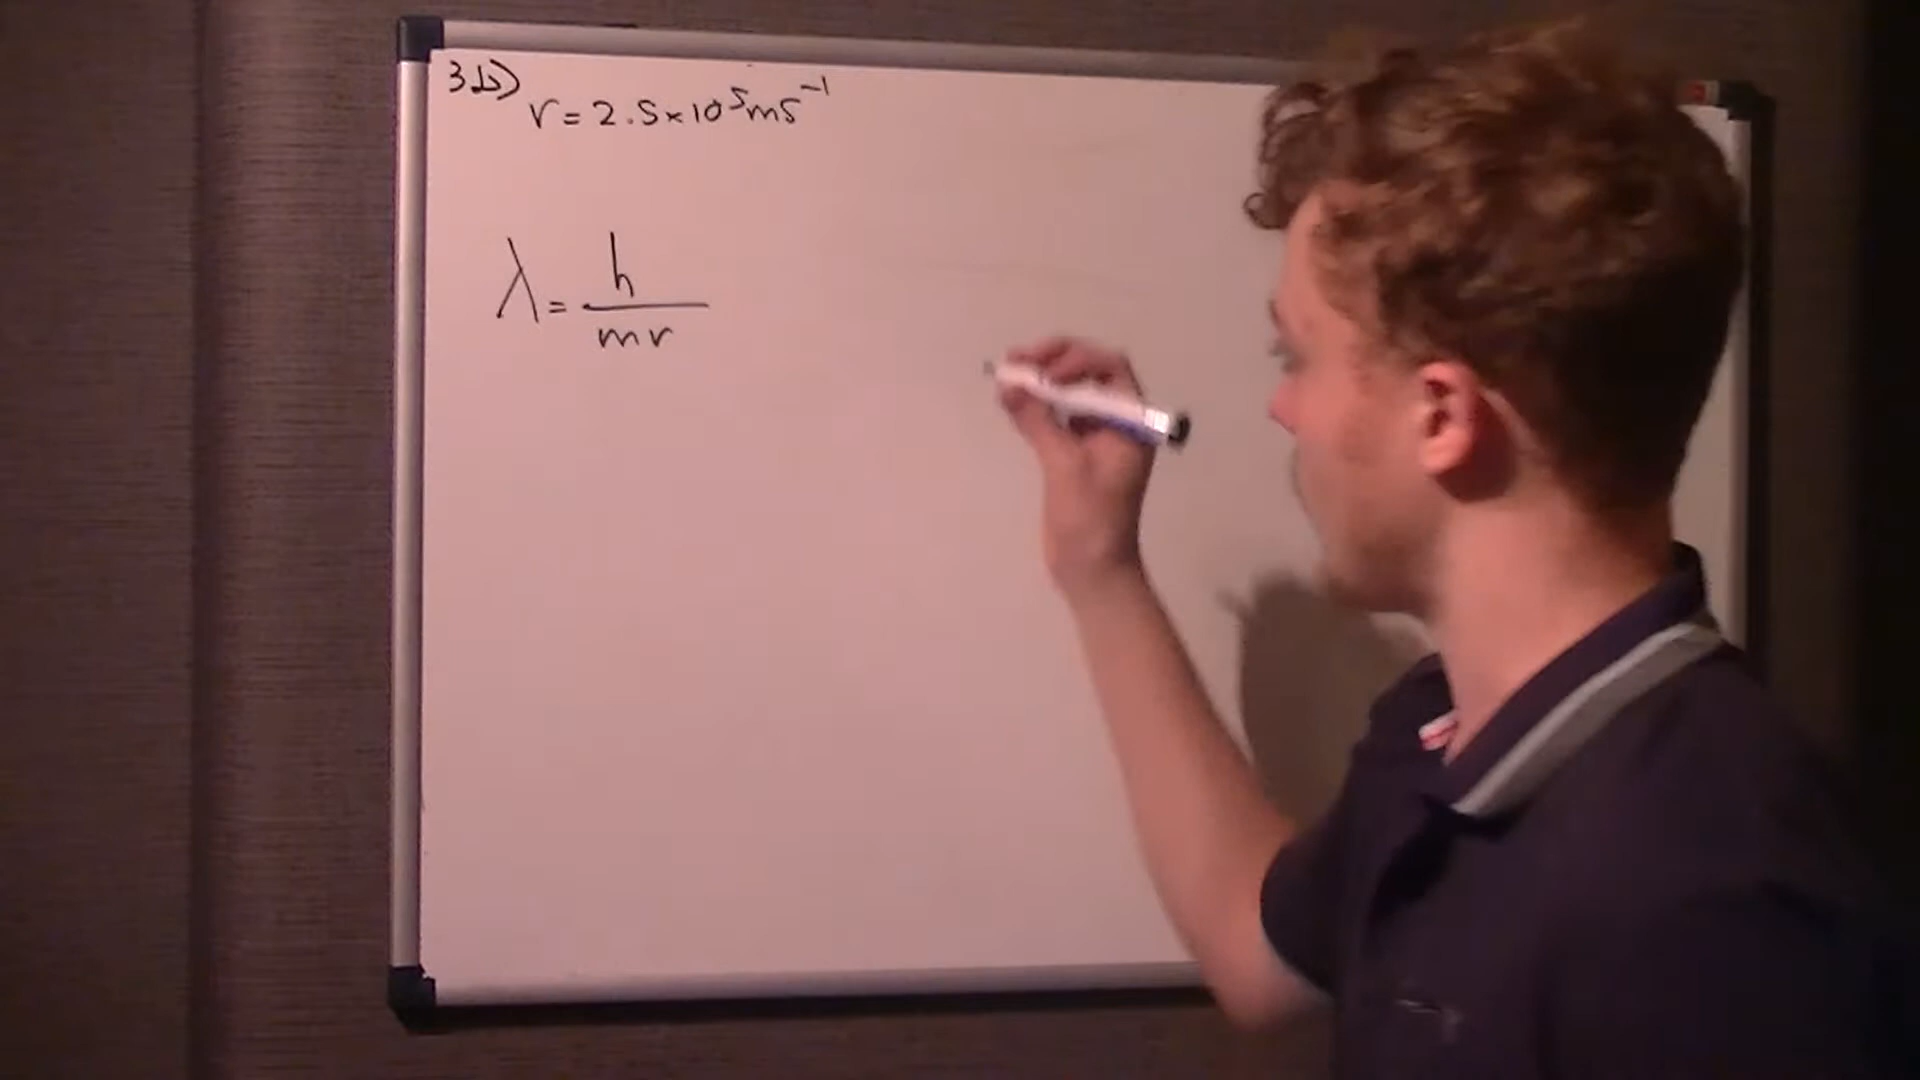 3b)
v = 2.5×10⁵ms⁻¹
λ = h
mv